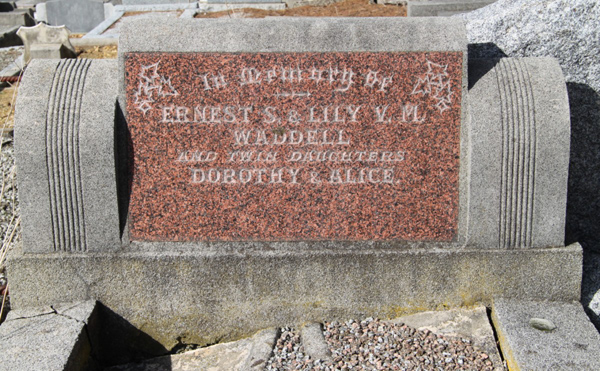 In Memory of
ERNEST S. & LILY V. M.
WADDELL
AND TWIN DAUGHTERS
DOROTHY & ALICE.